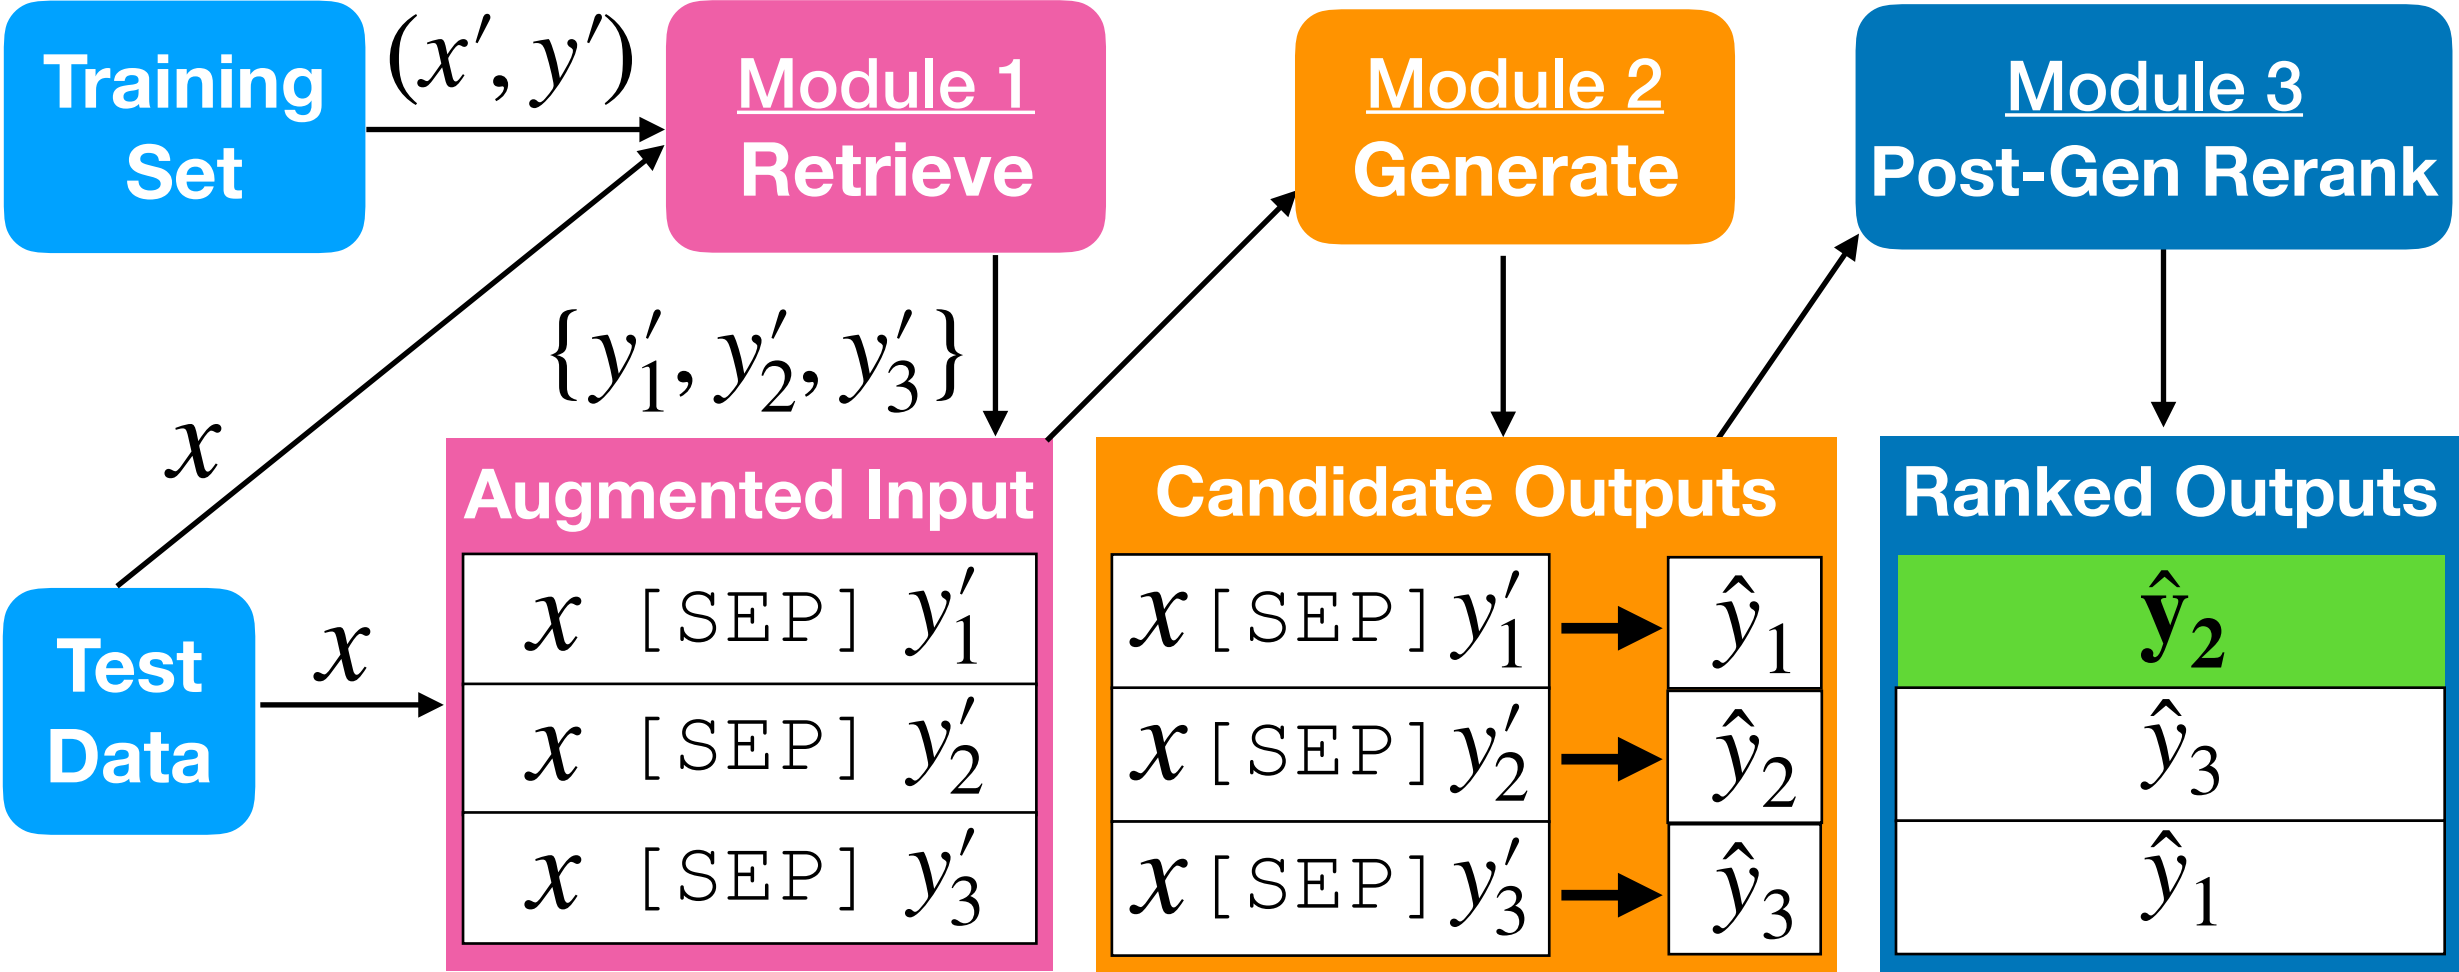 Training
Set
(x′, y′)
Module 1
Retrieve
Module 2
Generate
Module 3
Post-Gen Rerank
{y′₁, y′₂, y′₃}
x
Test
Data
x
Augmented Input
x [SEP] y′₁
x [SEP] y′₂
x [SEP] y′₃
Candidate Outputs
x [SEP] y′₁ ŷ₁
x [SEP] y′₂ ŷ₂
x [SEP] y′₃ ŷ₃
Ranked Outputs
ŷ₂
ŷ₃
ŷ₁